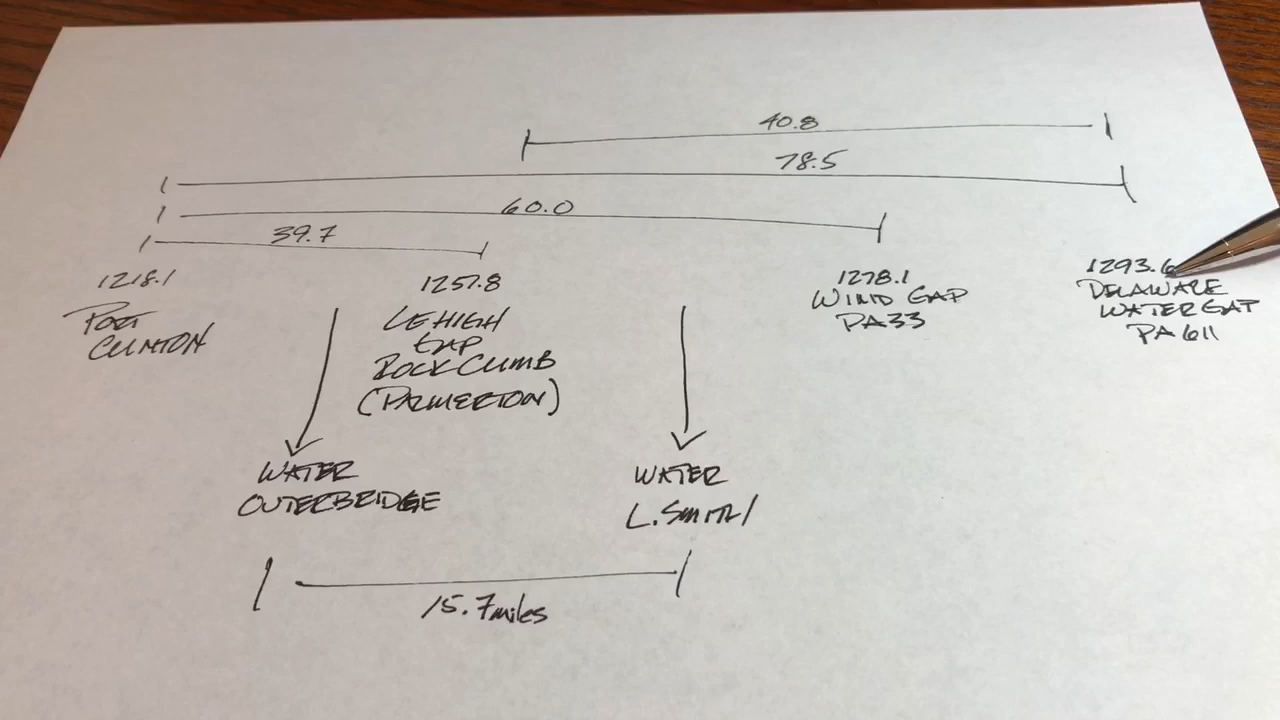 40.8
78.5
60.0
39.7
1218.1
PORT
CLINTON
1257.8
LEHIGH
GAP
ROCK CLIMB
(PALMERTON)
1278.1
WIND GAP
PA33
1293.6
DELAWARE
WATER GAP
PA 611
WATER
OUTERBRIDGE
WATER
L. SMITH
15.7 miles